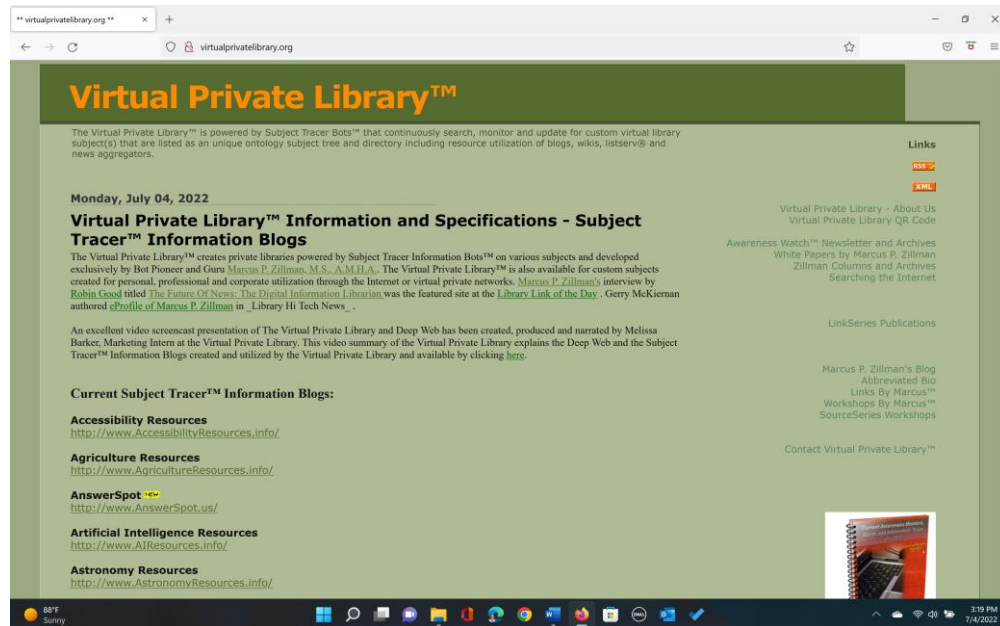 ** virtualprivatelibrary.org **
virtualprivatelibrary.org
Virtual Private Library™
The Virtual Private Library™ is powered by Subject Tracer Bots™ that continuously search, monitor and update for custom virtual library
subject(s) that are listed as an unique ontology subject tree and directory including resource utilization of blogs, wikis, listserv® and
news aggregators.
Monday, July 04, 2022
Virtual Private Library™ Information and Specifications - Subject
Tracer™ Information Blogs
The Virtual Private Library™ creates private libraries powered by Subject Tracer Information Bots™ on various subjects and developed
exclusively by Bot Pioneer and Guru Marcus P. Zillman, M.S., A.M.H.A.. The Virtual Private Library™ is also available for custom subjects
created for personal, professional and corporate utilization through the Internet or virtual private networks. Marcus P. Zillman's interview by
Robin Good titled The Future Of News: The Digital Information Librarian was the featured site at the Library Link of the Day . Gerry McKiernan
authored eProfile of Marcus P. Zillman in _Library Hi Tech News_ .
An excellent video screencast presentation of The Virtual Private Library and Deep Web has been created, produced and narrated by Melissa
Barker, Marketing Intern at the Virtual Private Library. This video summary of the Virtual Private Library explains the Deep Web and the Subject
Tracer™ Information Blogs created and utilized by the Virtual Private Library and available by clicking here.
Current Subject Tracer™ Information Blogs:
Accessibility Resources
http://www.AccessibilityResources.info/
Agriculture Resources
http://www.AgricultureResources.info/
AnswerSpot NEW
http://www.AnswerSpot.us/
Artificial Intelligence Resources
http://www.AIResources.info/
Astronomy Resources
http://www.AstronomyResources.info/
Links
RSS
XML
Virtual Private Library - About Us
Virtual Private Library QR Code
Awareness Watch™ Newsletter and Archives
White Papers by Marcus P. Zillman
Zillman Columns and Archives
Searching the Internet
LinkSeries Publications
Marcus P. Zillman's Blog
Abbreviated Bio
Links By Marcus™
Workshops By Marcus™
SourceSeries Workshops
Contact Virtual Private Library™
88°F
Sunny
3:19 PM
7/4/2022